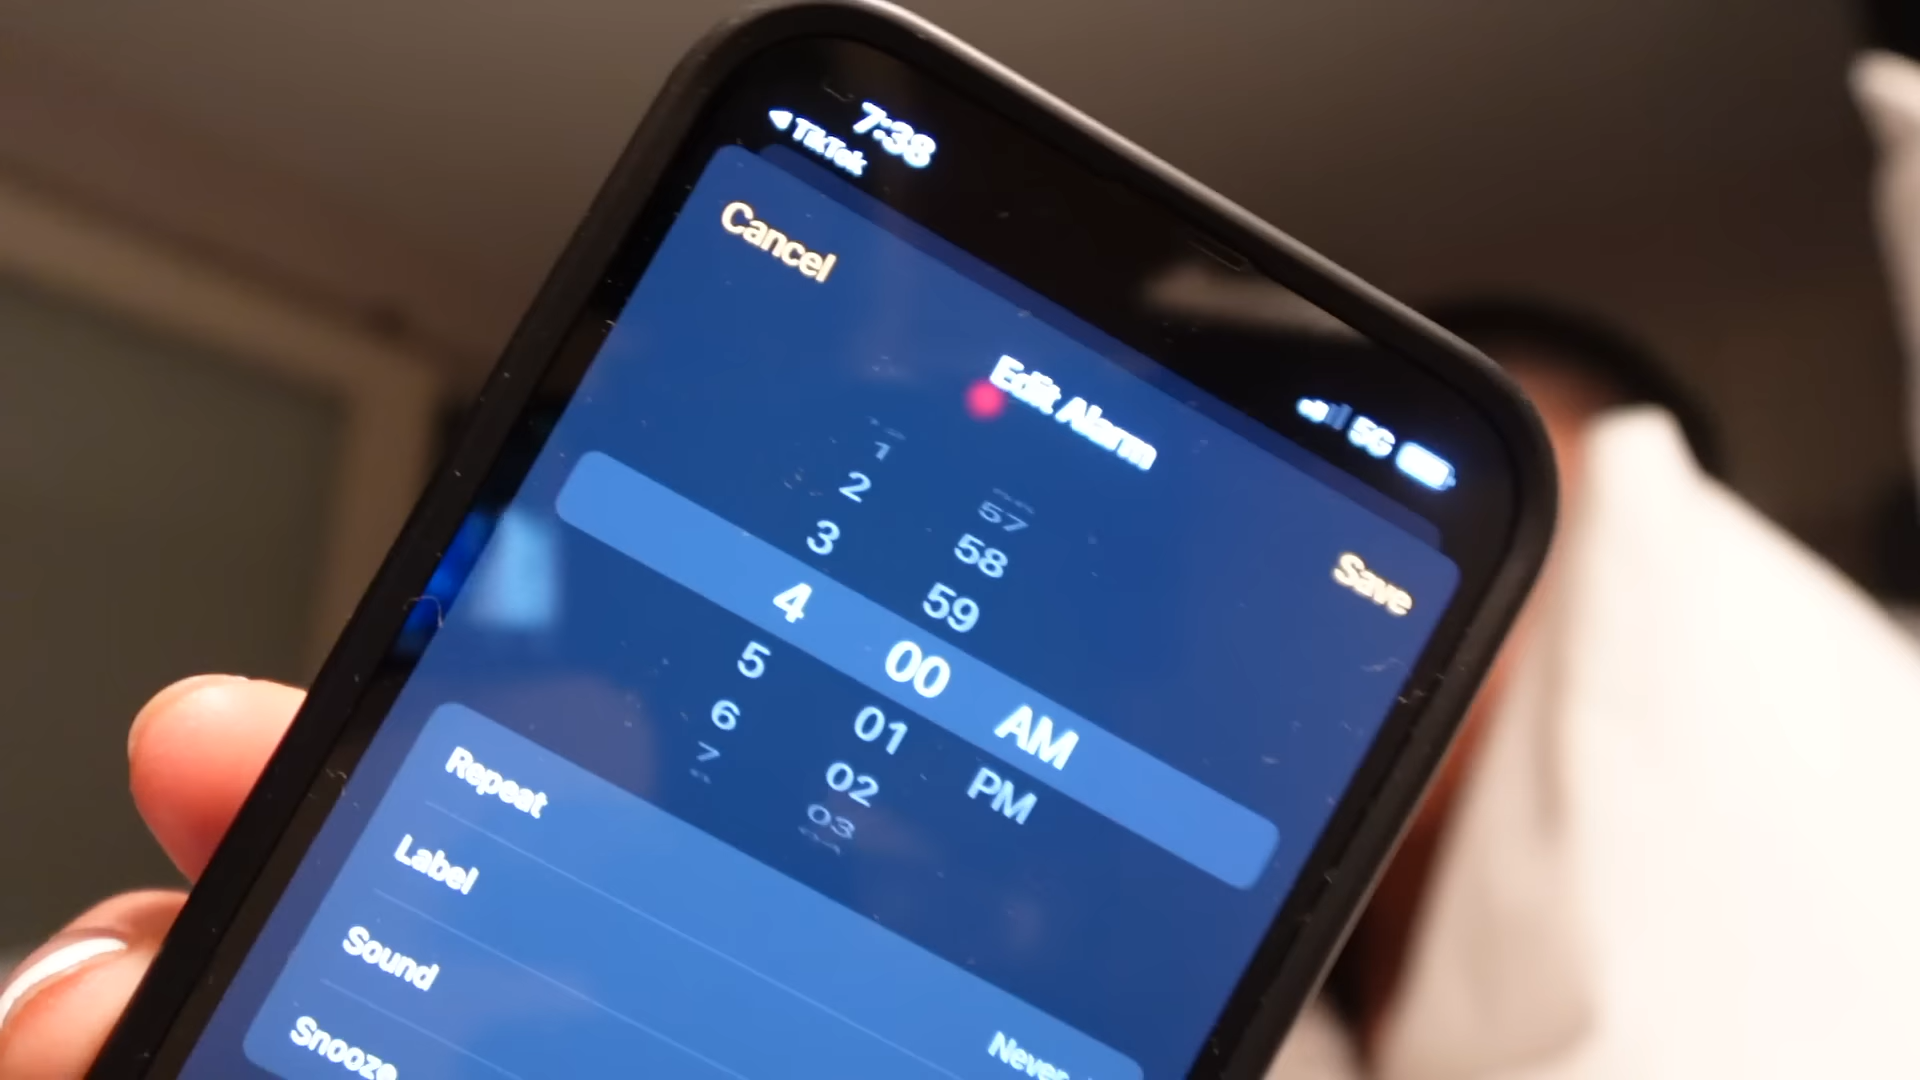 7:38
◀ TikTok
5G
Cancel
Edit Alarm
Save
1
2 57
3 58
4 59
5 00 AM
6 01 PM
7 02
03
Repeat
Never
Label
Sound
Snooze